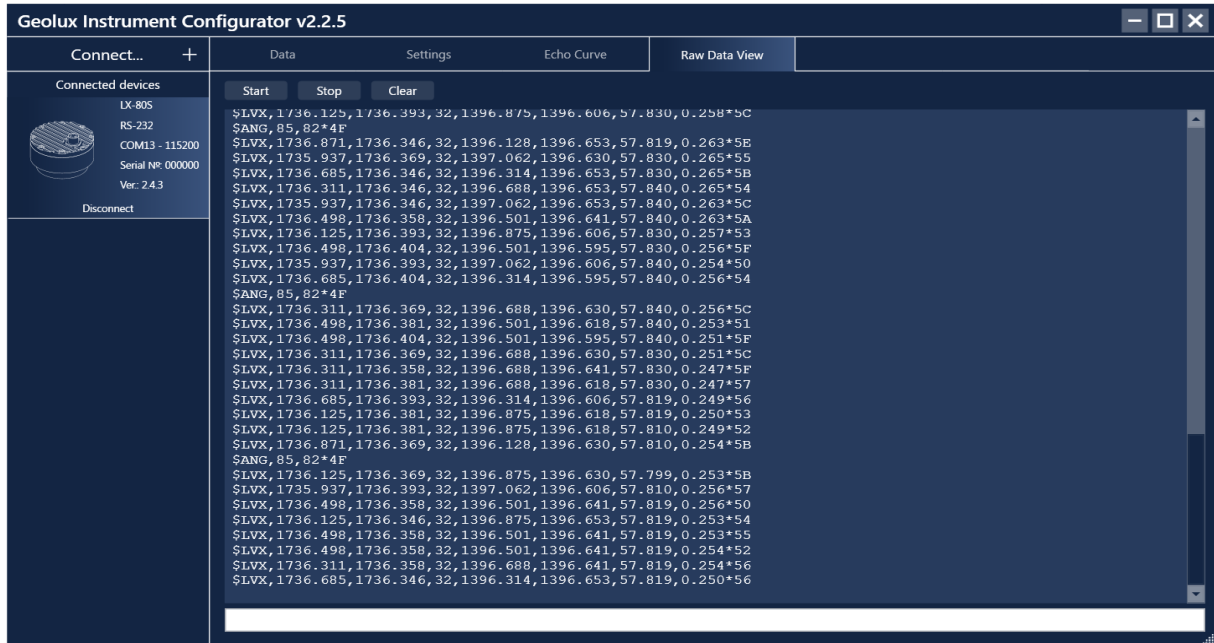 Geolux Instrument Configurator v2.2.5
Connect... +
Data Settings Echo Curve Raw Data View
Connected devices
LX-80S
RS-232
COM13 - 115200
Serial Nº: 000000
Ver.: 2.4.3
Disconnect
Start Stop Clear
$LVX,1736.125,1736.393,32,1396.875,1396.606,57.830,0.258*5C
$ANG,85,82*4F
$LVX,1736.871,1736.346,32,1396.128,1396.653,57.819,0.263*5E
$LVX,1735.937,1736.369,32,1397.062,1396.630,57.830,0.265*55
$LVX,1736.685,1736.346,32,1396.314,1396.653,57.830,0.265*5B
$LVX,1736.311,1736.346,32,1396.688,1396.653,57.840,0.265*54
$LVX,1735.937,1736.346,32,1397.062,1396.653,57.840,0.263*5C
$LVX,1736.498,1736.358,32,1396.501,1396.641,57.840,0.263*5A
$LVX,1736.125,1736.393,32,1396.875,1396.606,57.830,0.257*53
$LVX,1736.498,1736.404,32,1396.501,1396.595,57.830,0.256*5F
$LVX,1735.937,1736.393,32,1397.062,1396.606,57.840,0.254*50
$LVX,1736.685,1736.404,32,1396.314,1396.595,57.840,0.256*54
$ANG,85,82*4F
$LVX,1736.311,1736.369,32,1396.688,1396.630,57.840,0.256*5C
$LVX,1736.498,1736.381,32,1396.501,1396.618,57.840,0.253*51
$LVX,1736.498,1736.404,32,1396.501,1396.595,57.840,0.251*5F
$LVX,1736.311,1736.369,32,1396.688,1396.630,57.830,0.251*5C
$LVX,1736.311,1736.358,32,1396.688,1396.641,57.830,0.247*5F
$LVX,1736.311,1736.381,32,1396.688,1396.618,57.830,0.247*57
$LVX,1736.685,1736.393,32,1396.314,1396.606,57.819,0.249*56
$LVX,1736.125,1736.381,32,1396.875,1396.618,57.819,0.250*53
$LVX,1736.125,1736.381,32,1396.875,1396.618,57.810,0.249*52
$LVX,1736.871,1736.369,32,1396.128,1396.630,57.810,0.254*5B
$ANG,85,82*4F
$LVX,1736.125,1736.369,32,1396.875,1396.630,57.799,0.253*5B
$LVX,1735.937,1736.393,32,1397.062,1396.606,57.810,0.256*57
$LVX,1736.498,1736.358,32,1396.501,1396.641,57.819,0.256*50
$LVX,1736.125,1736.346,32,1396.875,1396.653,57.819,0.253*54
$LVX,1736.498,1736.358,32,1396.501,1396.641,57.819,0.253*55
$LVX,1736.498,1736.358,32,1396.501,1396.641,57.819,0.254*52
$LVX,1736.311,1736.358,32,1396.688,1396.641,57.819,0.254*56
$LVX,1736.685,1736.346,32,1396.314,1396.653,57.819,0.250*56